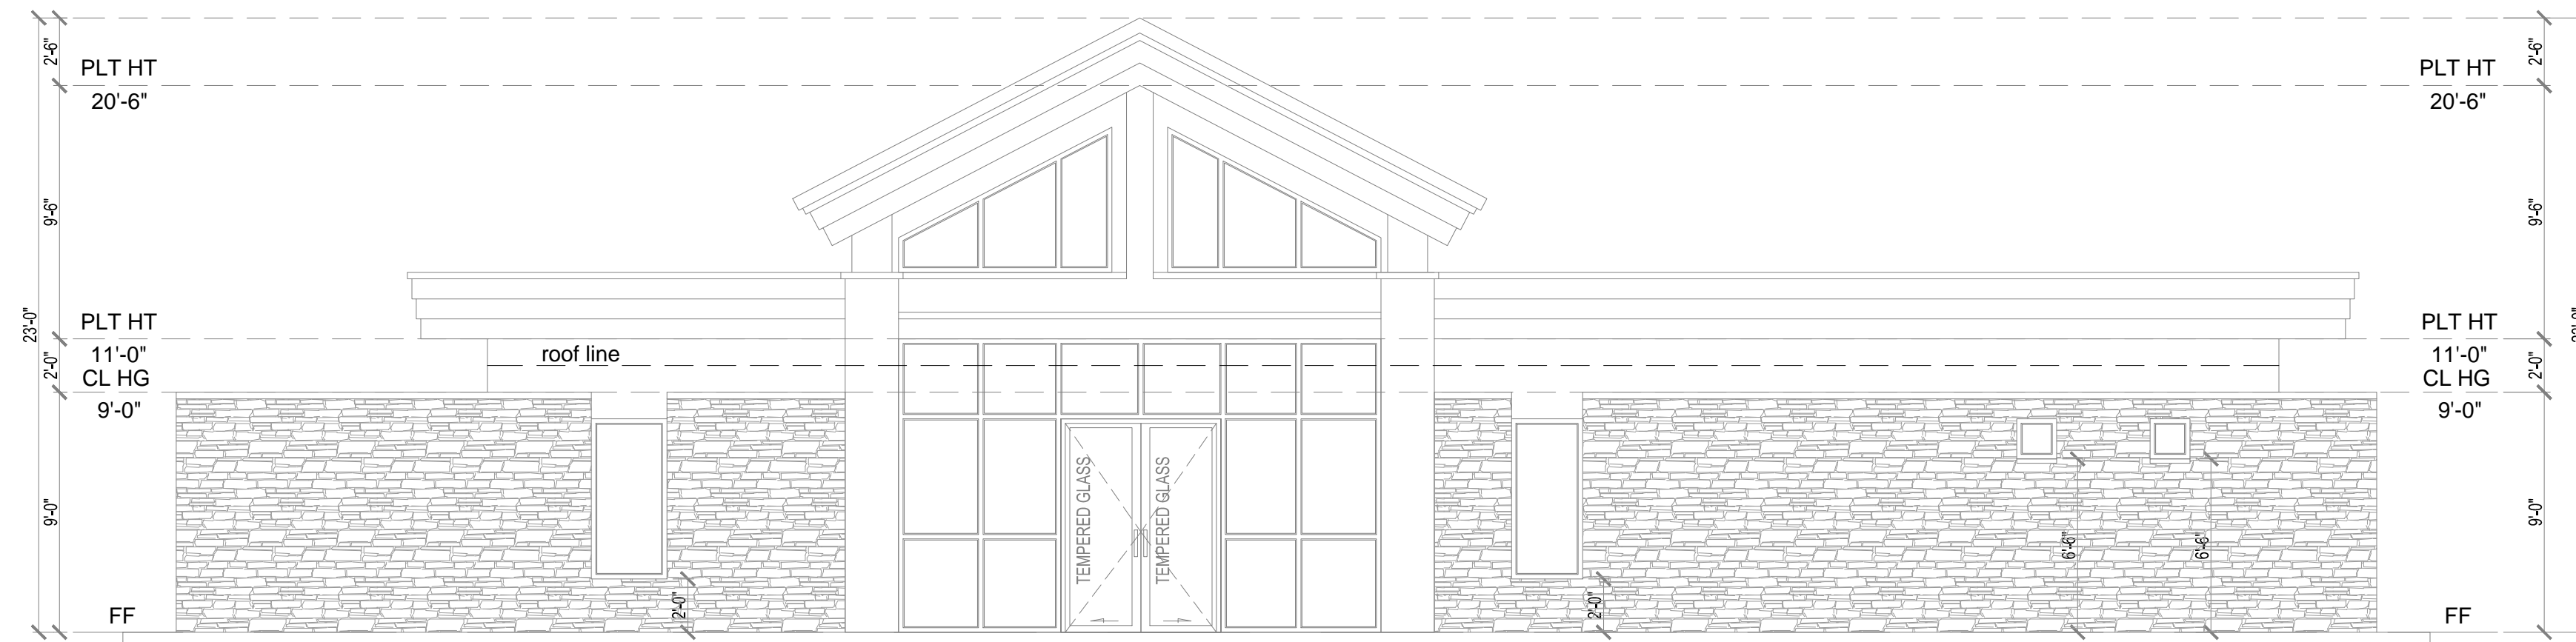 2'-6"
PLT HT
20'-6"
9'-6"
23'-0"
PLT HT
11'-0"
2'-0"
CL HG
9'-0"
9'-0"
FF
roof line
TEMPERED GLASS
TEMPERED GLASS
2'-0"
2'-0"
6'-6"
6'-6"
2'-6"
PLT HT
20'-6"
9'-6"
PLT HT
11'-0"
2'-0"
CL HG
9'-0"
9'-0"
FF